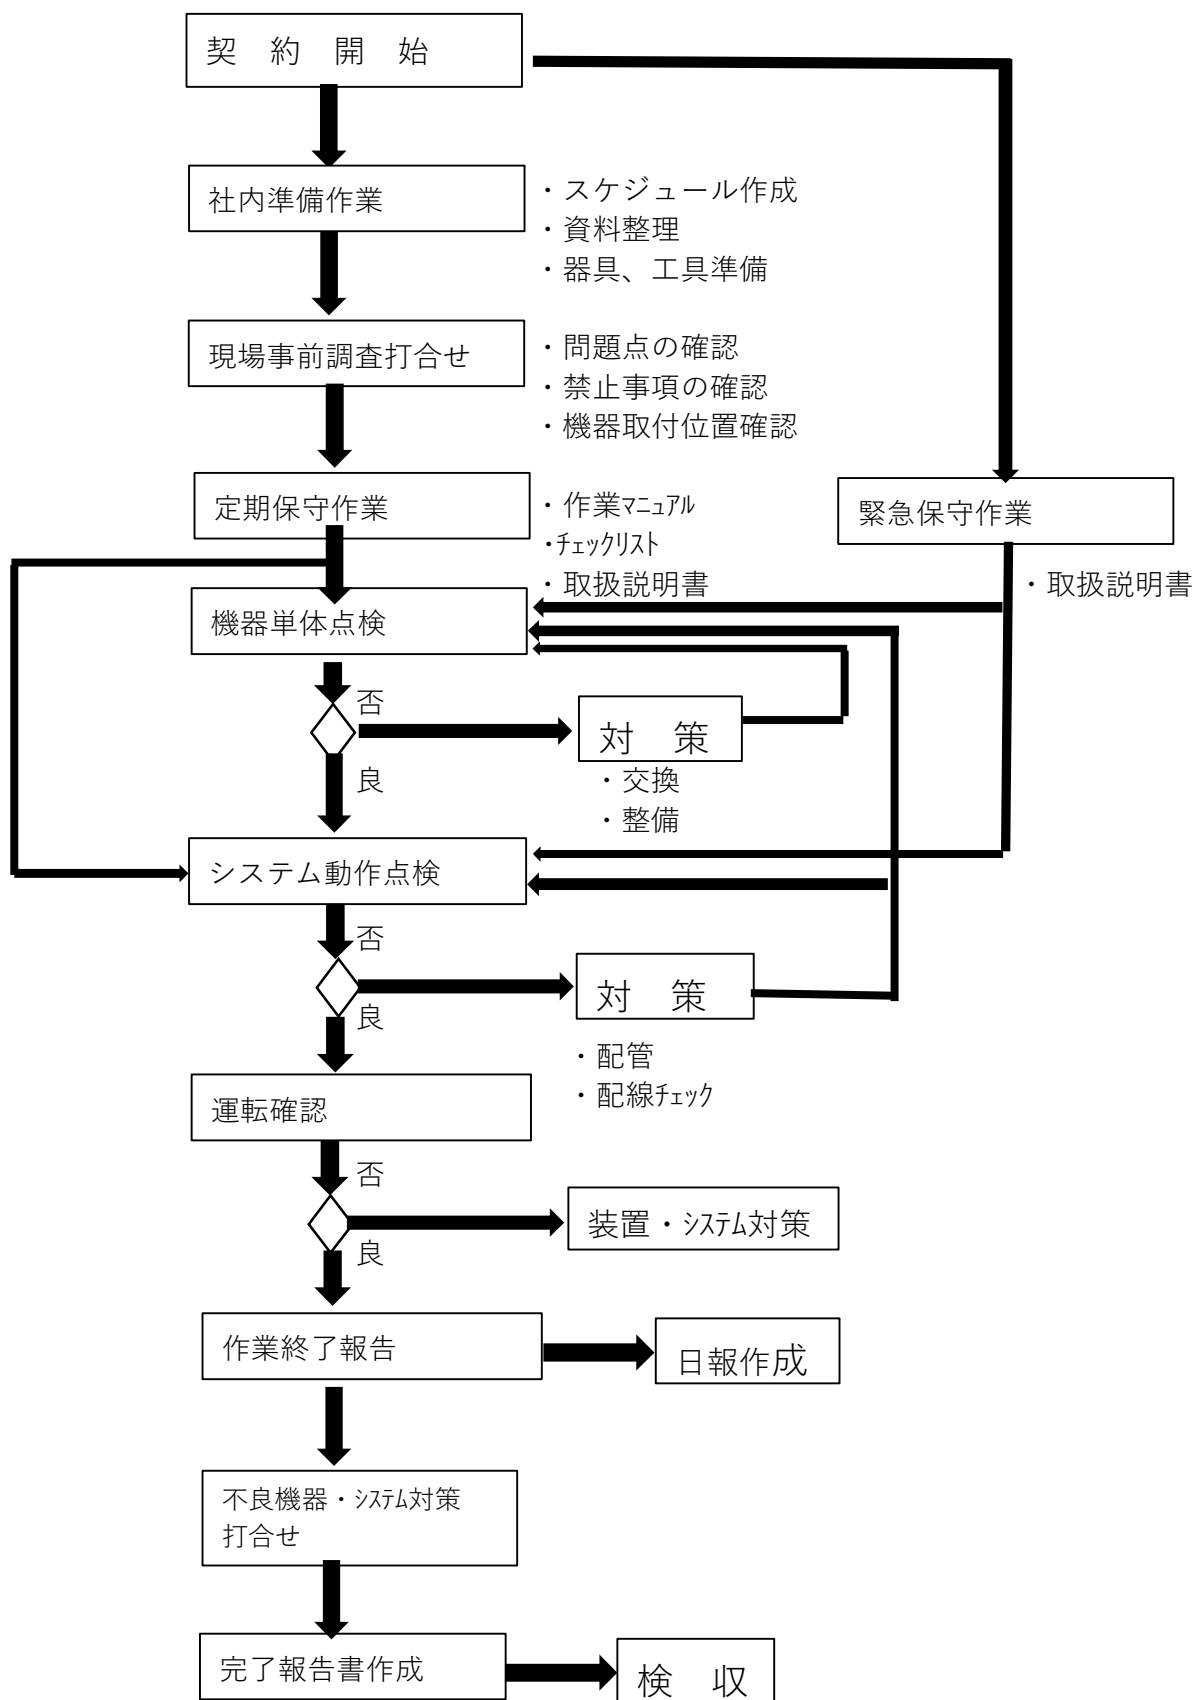 契　約　開　始
社内準備作業
・スケジュール作成
・資料整理
・器具、工具準備
現場事前調査打合せ
・問題点の確認
・禁止事項の確認
・機器取付位置確認
定期保守作業
・作業ﾏﾆｭｱﾙ
・ﾁｪｯｸﾘｽﾄ
・取扱説明書
緊急保守作業
・取扱説明書
機器単体点検
否
対　策
良
・交換
・整備
システム動作点検
否
対　策
良
・配管
・配線ﾁｪｯｸ
運転確認
否
装置・ｼｽﾃﾑ対策
良
作業終了報告
日報作成
不良機器・ｼｽﾃﾑ対策
打合せ
完了報告書作成
検　収